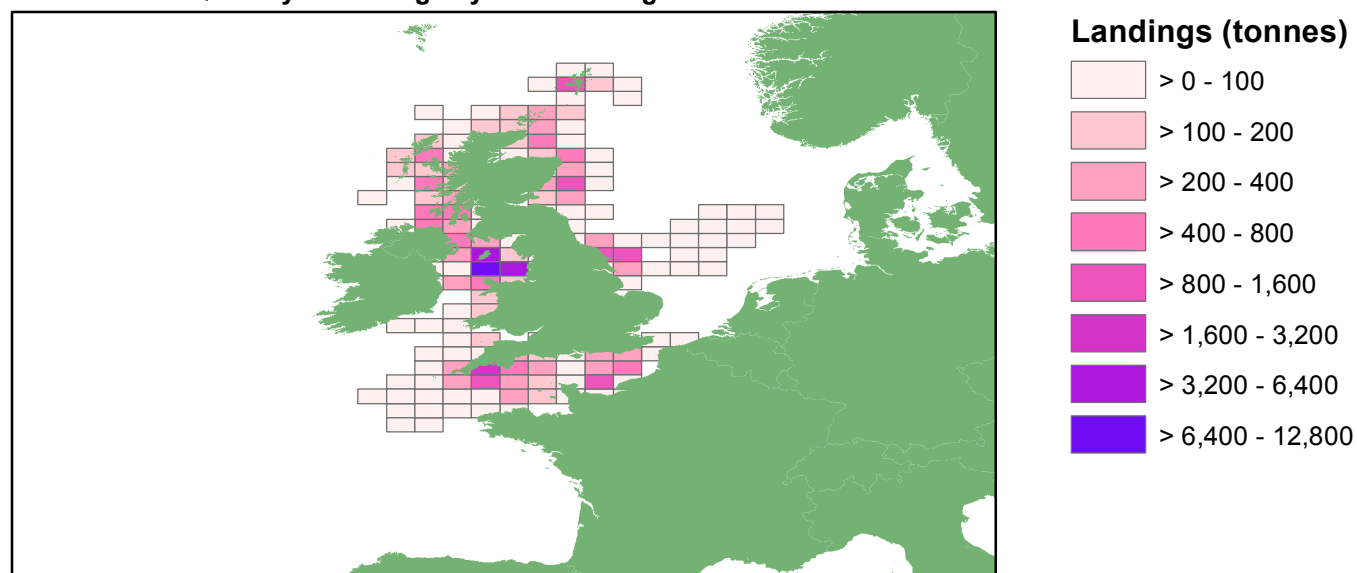 Landings (tonnes)
> 0 - 100
> 100 - 200
> 200 - 400
> 400 - 800
> 800 - 1,600
> 1,600 - 3,200
> 3,200 - 6,400
> 6,400 - 12,800